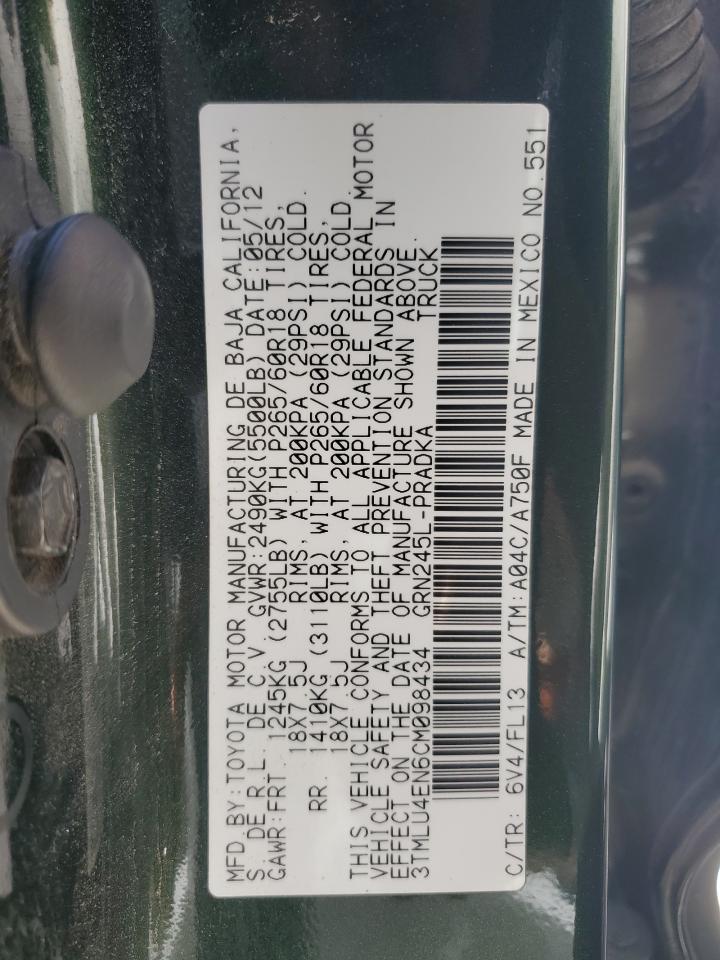 MFD.BY:TOYOTA MOTOR MANUFACTURING DE BAJA CALIFORNIA,
S. DE R.L. DE C.V. GVWR:2490KG(5500LB) DATE:05/12
GAWR:FRT. 1245KG (2755LB) WITH P265/60R18 TIRES,
18X7.5J RIMS, AT 200KPA (29PSI) COLD.
RR. 1410KG (3110LB) WITH P265/60R18 TIRES,
18X7.5J RIMS, AT 200KPA (29PSI) COLD.
THIS VEHICLE CONFORMS TO ALL APPLICABLE FEDERAL MOTOR
VEHICLE SAFETY AND THEFT PREVENTION STANDARDS IN
EFFECT ON THE DATE OF MANUFACTURE SHOWN ABOVE.
3TMLU4EN6CM098434 GRN245L-PRADKA TRUCK
C/TR: 6V4/FL13 A/TM:A04C/A750F MADE IN MEXICO NO.551